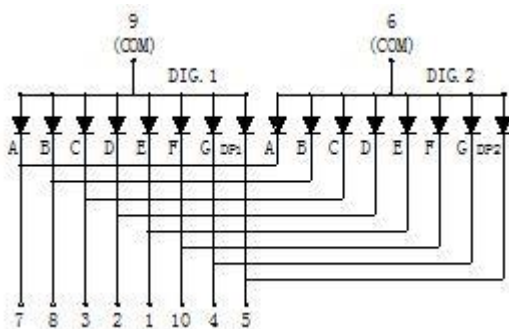 9 6
(COM) (COM)
DIG.1 DIG.2
A B C D E F G DP1 A B C D E F G DP2
7 8 3 2 1 10 4 5